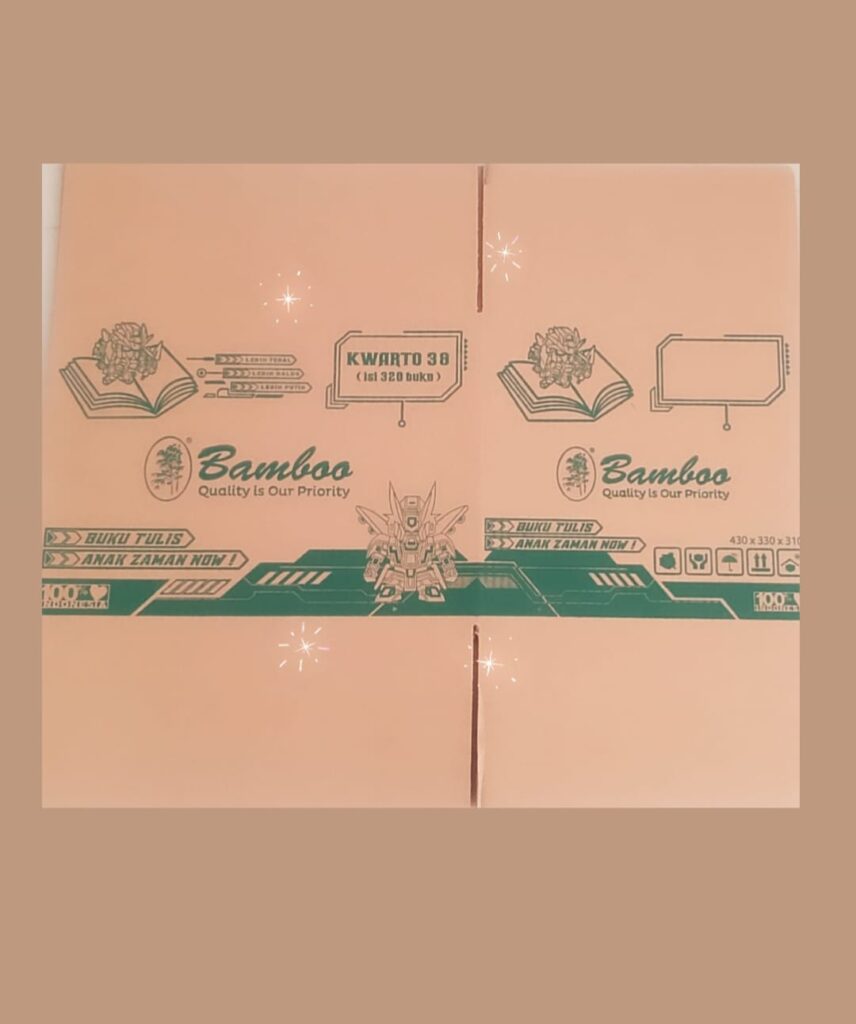 LEBIH TEBAL
LEBIH HALUS
LEBIH PUTIH
KWARTO 38
( isi 320 buku )
Bamboo
Quality is Our Priority
BUKU TULIS
ANAK ZAMAN NOW !
100%
INDONESIA
Bamboo
Quality is Our Priority
BUKU TULIS
ANAK ZAMAN NOW !
430 x 330 x 310
100%
INDONESIA